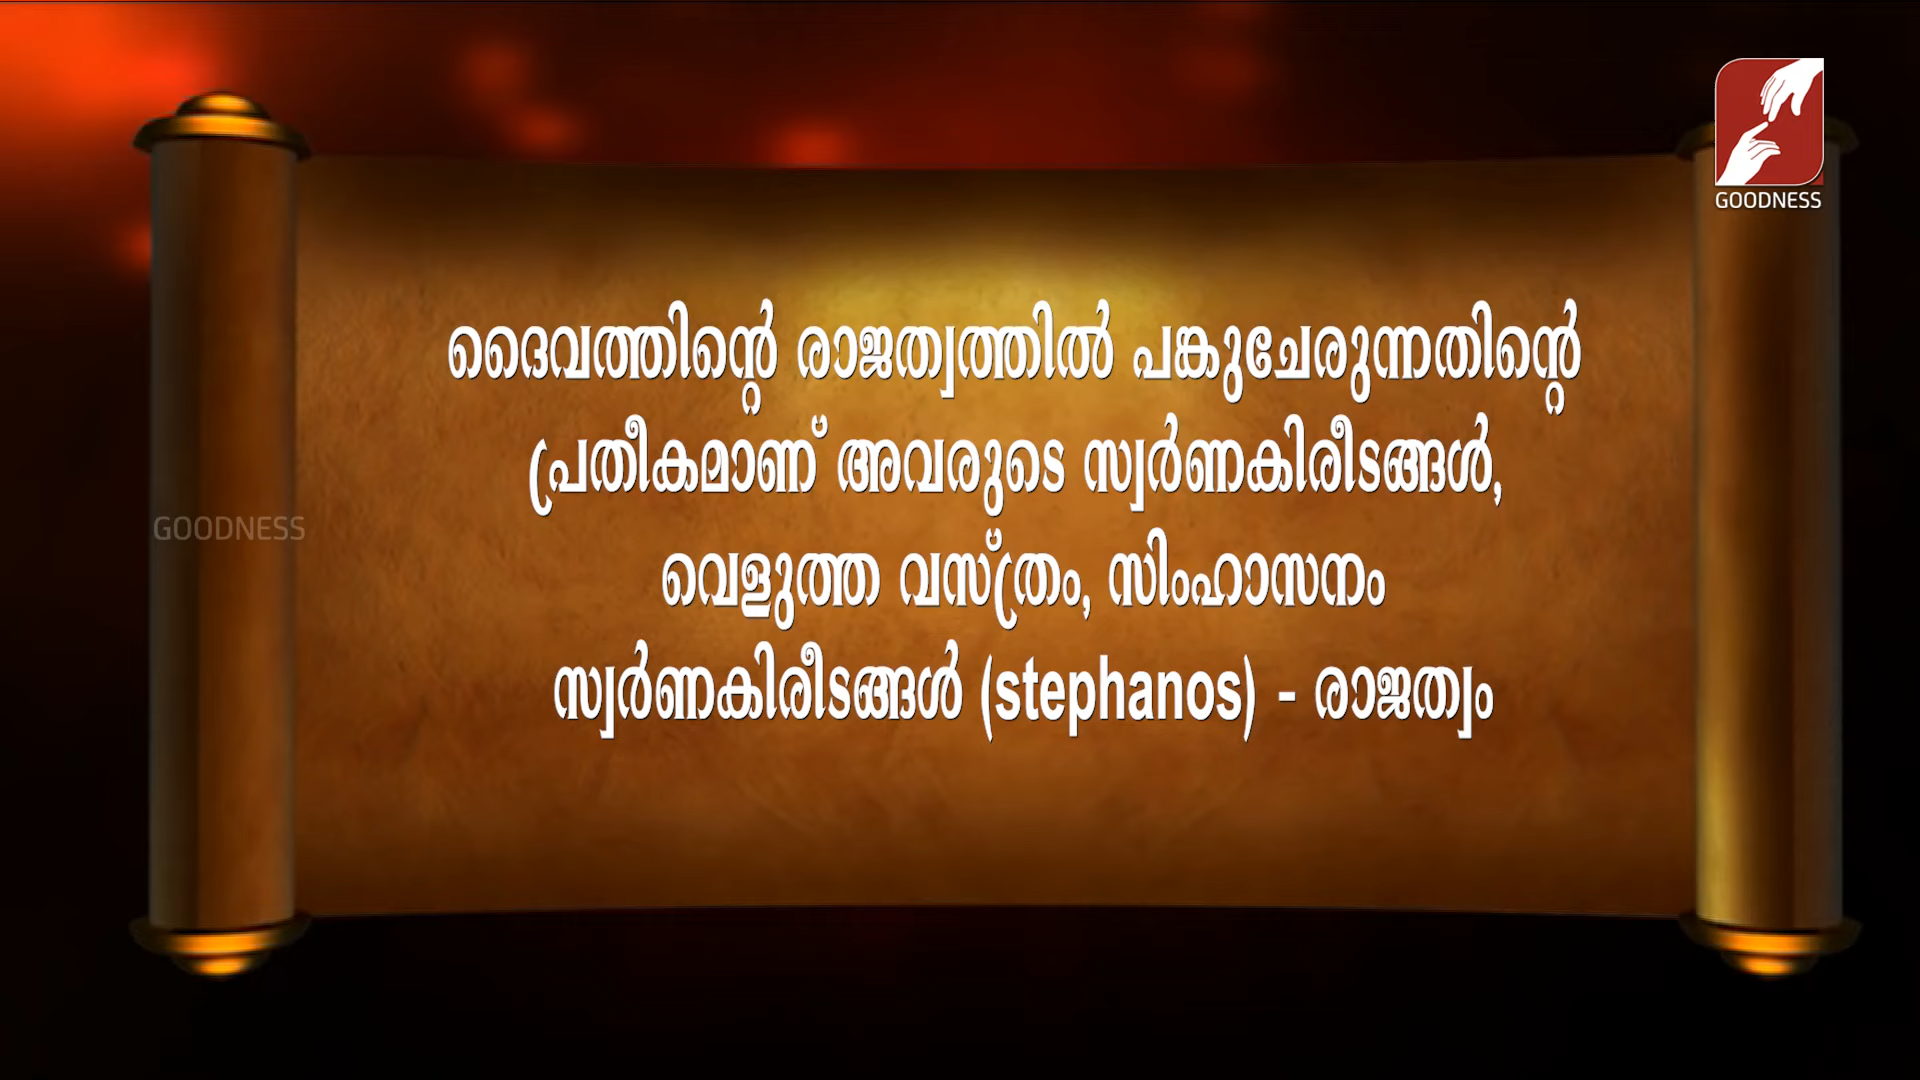 GOODNESS
ദൈവത്തിന്റെ രാജത്വത്തിൽ പങ്കുചേരുന്നതിന്റെ
പ്രതീകമാണ് അവരുടെ സ്വർണകിരീടങ്ങൾ,
GOODNESS
വെളുത്ത വസ്ത്രം, സിംഹാസനം
സ്വർണകിരീടങ്ങൾ (stephanos) - രാജത്വം